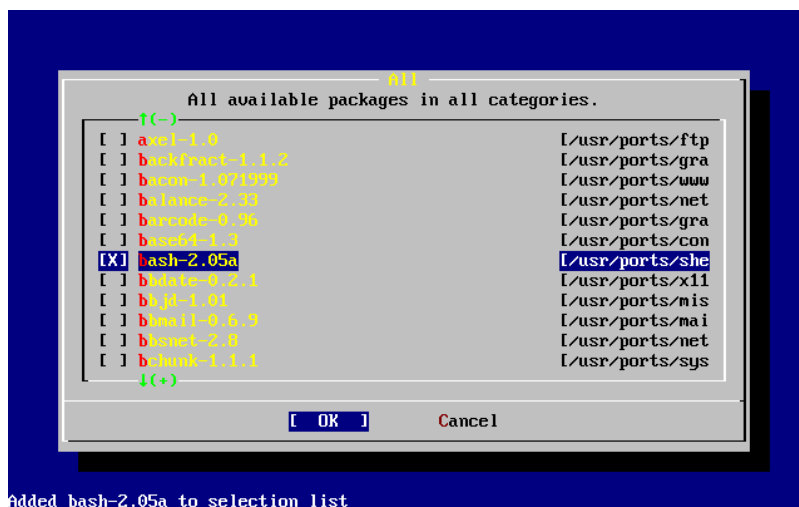 All
All available packages in all categories.
↑(-)
[ ] axel-1.0 [/usr/ports/ftp
[ ] backfract-1.1.2 [/usr/ports/gra
[ ] bacon-1.071999 [/usr/ports/www
[ ] balance-2.33 [/usr/ports/net
[ ] barcode-0.96 [/usr/ports/gra
[ ] base64-1.3 [/usr/ports/con
[X] bash-2.05a [/usr/ports/she
[ ] bbdate-0.2.1 [/usr/ports/x11
[ ] bbjd-1.01 [/usr/ports/mis
[ ] bbmail-0.6.9 [/usr/ports/mai
[ ] bbsnet-2.8 [/usr/ports/net
[ ] bchunk-1.1.1 [/usr/ports/sys
↓(+)
[ OK ] Cancel
Added bash-2.05a to selection list